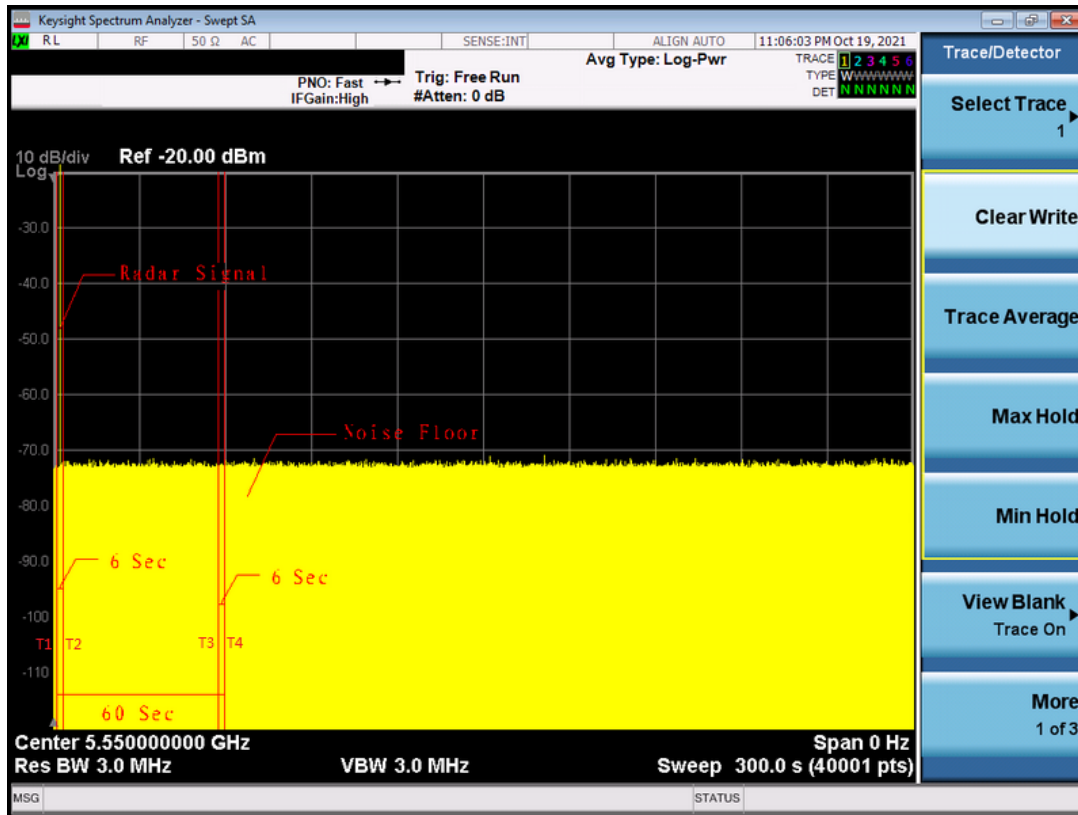 Keysight Spectrum Analyzer - Swept SA
LXI RL RF 50 Ω AC SENSE:INT ALIGN AUTO 11:06:03 PM Oct 19, 2021
PNO: Fast
IFGain:High
Trig: Free Run
#Atten: 0 dB
Avg Type: Log-Pwr
TRACE 1 2 3 4 5 6
TYPE WWWWWW
DET N N N N N N
10 dB/div Ref -20.00 dBm
Log
-30.0
-40.0
-50.0
-60.0
-70.0
-80.0
-90.0
-100
-110
Radar Signal
Noise Floor
6 Sec
6 Sec
T1 T2 T3 T4
60 Sec
Center 5.550000000 GHz Span 0 Hz
Res BW 3.0 MHz VBW 3.0 MHz Sweep 300.0 s (40001 pts)
MSG STATUS
Trace/Detector
Select Trace
1
Clear Write
Trace Average
Max Hold
Min Hold
View Blank
Trace On
More
1 of 3